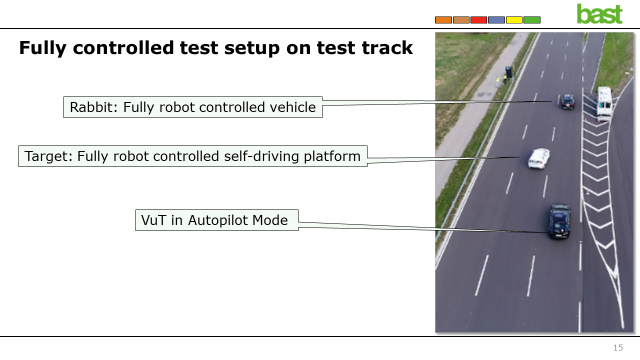 bast
Fully controlled test setup on test track
Rabbit: Fully robot controlled vehicle
Target: Fully robot controlled self-driving platform
VuT in Autopilot Mode
15